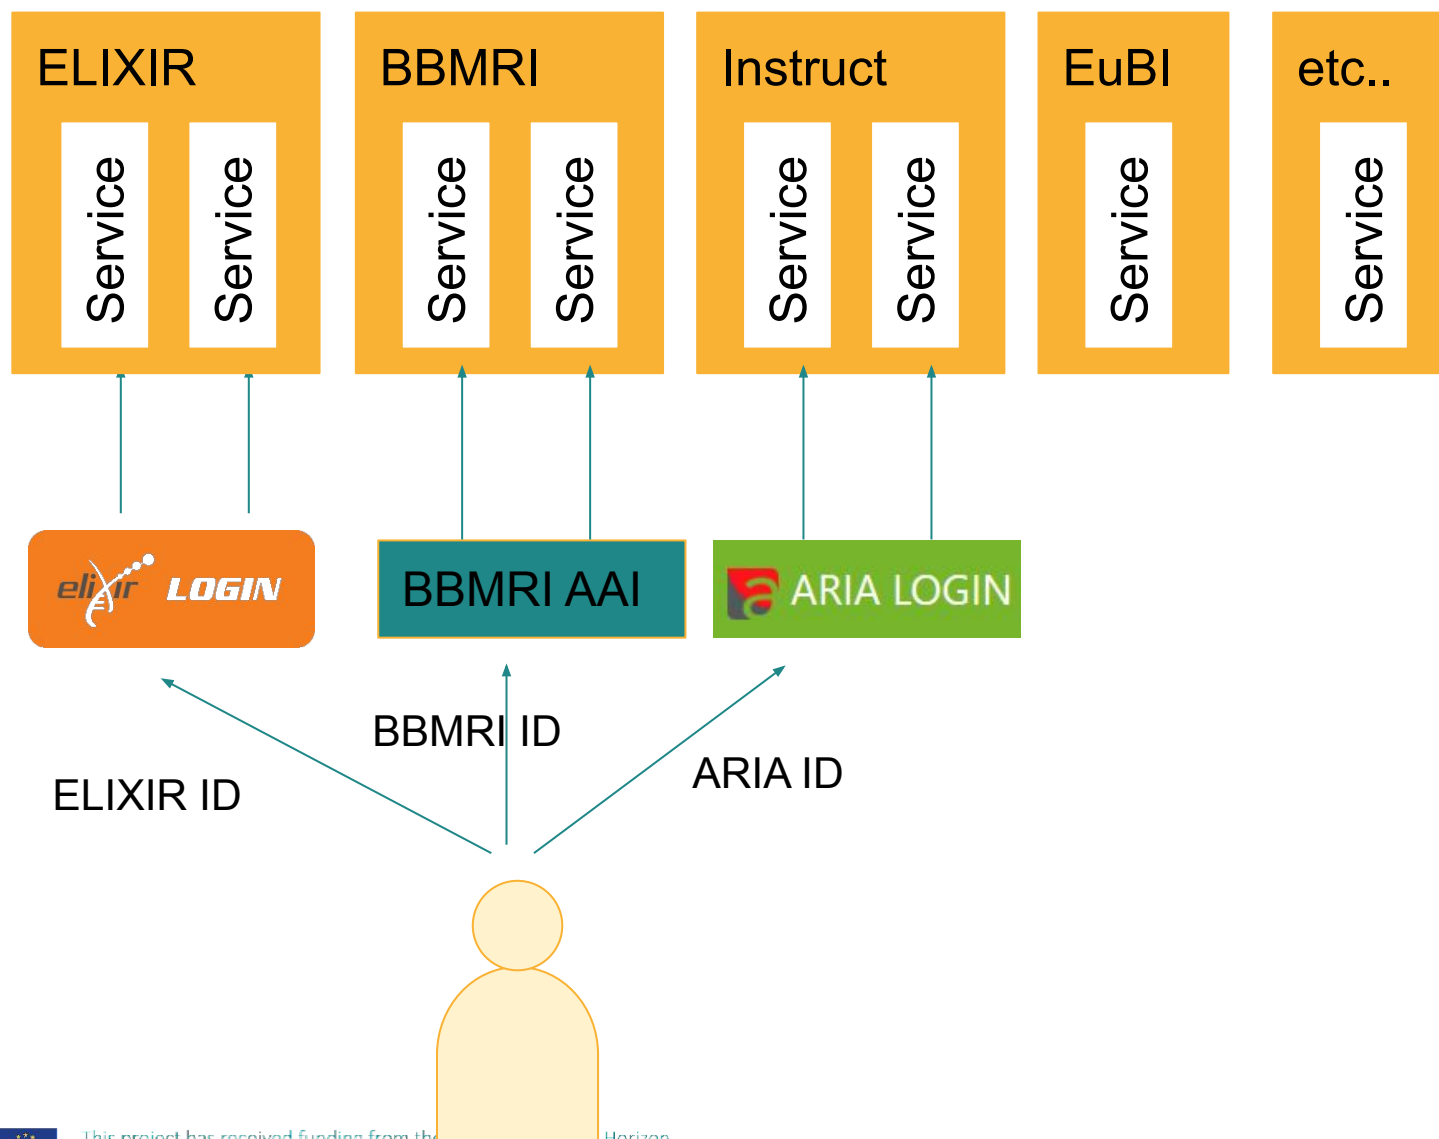 ELIXIR
BBMRI
Instruct
EuBI
etc..
Service
Service
Service
Service
Service
Service
Service
Service
elixir LOGIN
BBMRI AAI
a ARIA LOGIN
BBMRI ID
ARIA ID
ELIXIR ID
This project has received funding from the Horizon